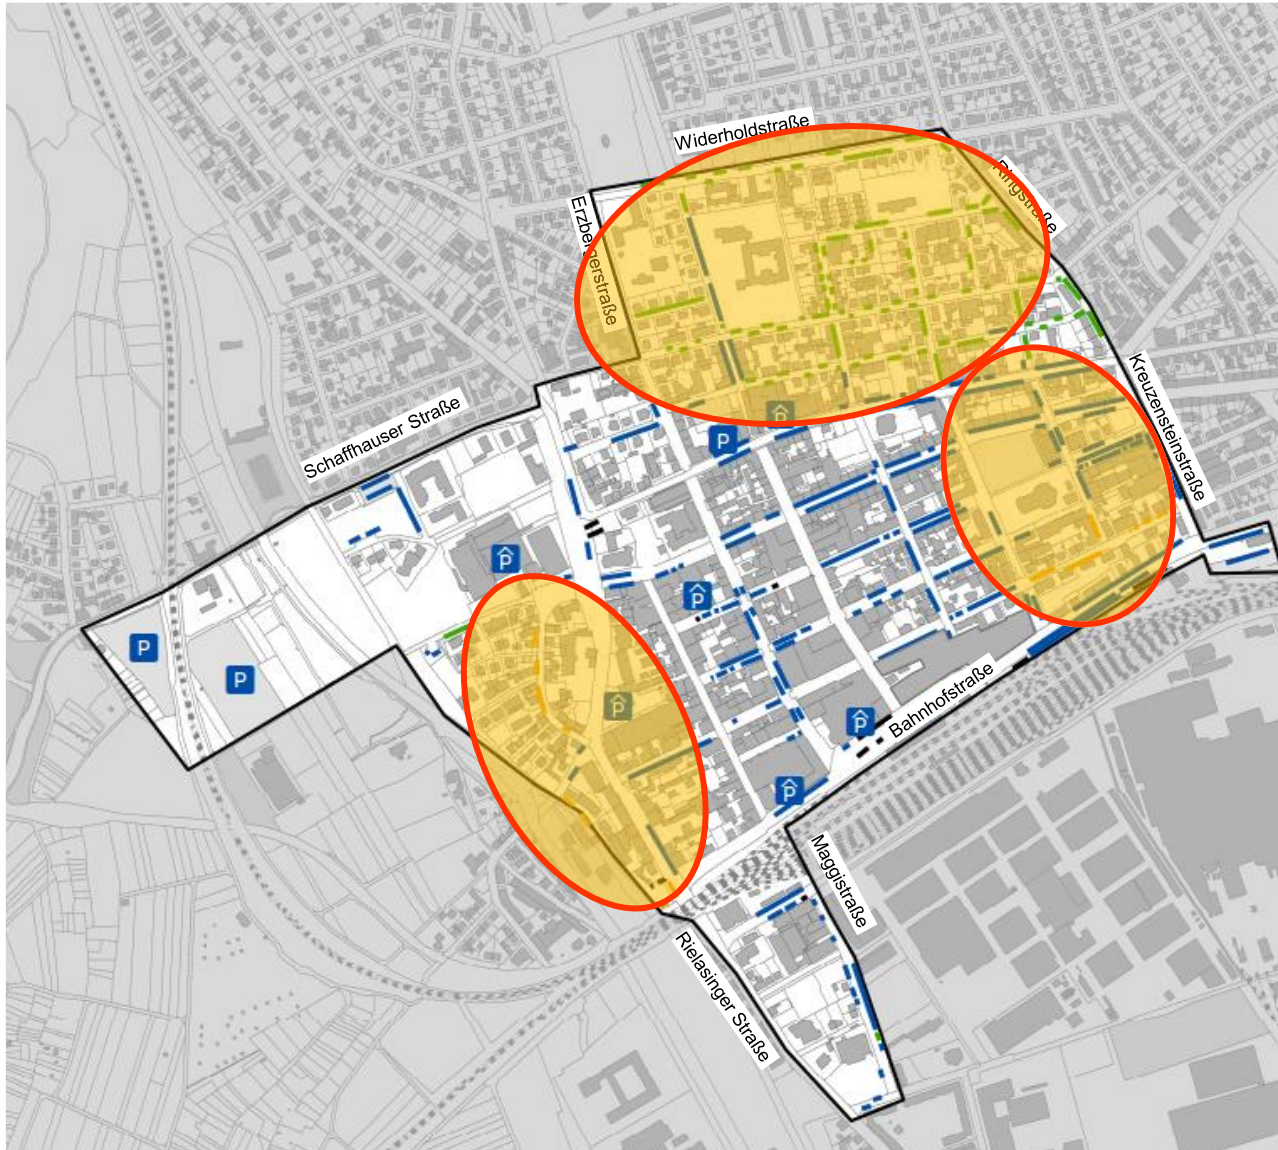 Widerholdstraße
Ringstraße
Erzbergerstraße
Kreuzensteinstraße
Schaffhauser Straße
P
P
P
P
P
P
P
P
P
Bahnhofstraße
Maggistraße
Rielasinger Straße